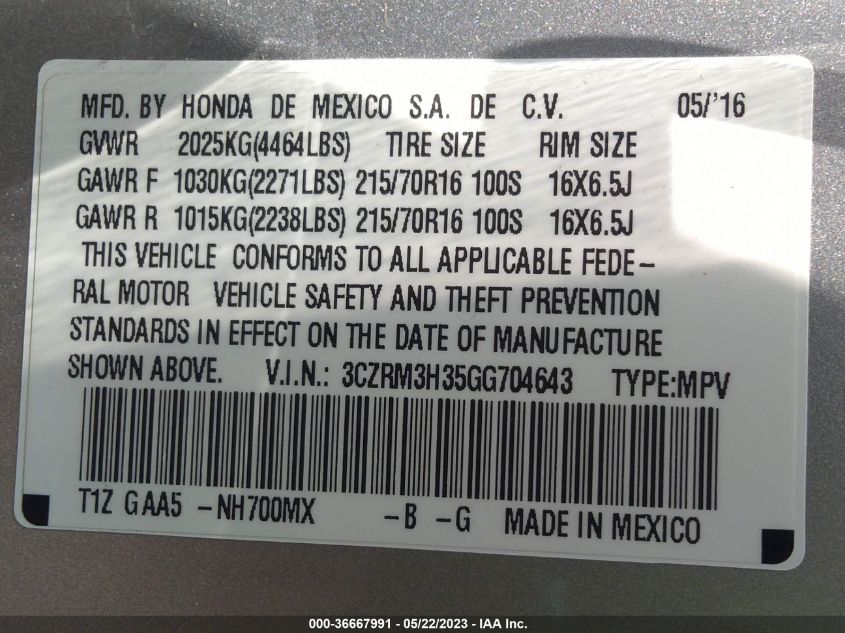 MFD. BY HONDA DE MEXICO S.A. DE C.V. 05/'16
GVWR 2025KG(4464LBS) TIRE SIZE RIM SIZE
GAWR F 1030KG(2271LBS) 215/70R16 100S 16X6.5J
GAWR R 1015KG(2238LBS) 215/70R16 100S 16X6.5J
THIS VEHICLE CONFORMS TO ALL APPLICABLE FEDE-
RAL MOTOR VEHICLE SAFETY AND THEFT PREVENTION
STANDARDS IN EFFECT ON THE DATE OF MANUFACTURE
SHOWN ABOVE. V.I.N.: 3CZRM3H35GG704643 TYPE:MPV
T1Z GAA5 -NH700MX -B -G MADE IN MEXICO
000-36667991 - 05/22/2023 - IAA Inc.